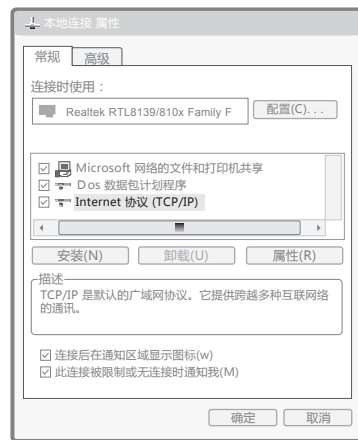 本地连接 属性
常规 高级
连接时使用：
Realtek RTL8139/810x Family F 配置(C). . .
Microsoft 网络的文件和打印机共享
Dos 数据包计划程序
Internet 协议 (TCP/IP)
安装(N) 卸载(U) 属性(R)
描述
TCP/IP 是默认的广域网协议。它提供跨越多种互联网络
的通讯。
连接后在通知区域显示图标(w)
此连接被限制或无连接时通知我(M)
确定 取消